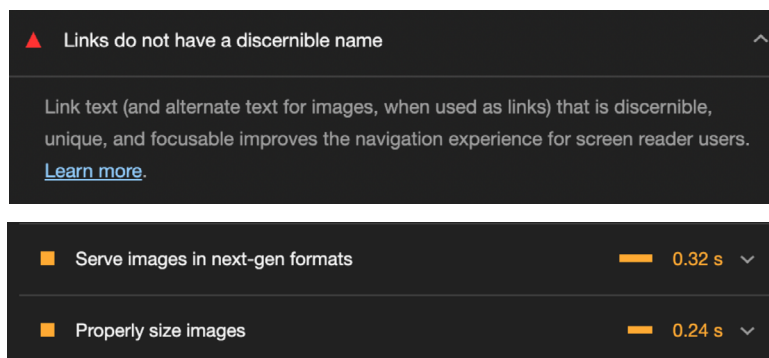 Links do not have a discernible name
Link text (and alternate text for images, when used as links) that is discernible,
unique, and focusable improves the navigation experience for screen reader users.
Learn more.
Serve images in next-gen formats 0.32 s
Properly size images 0.24 s